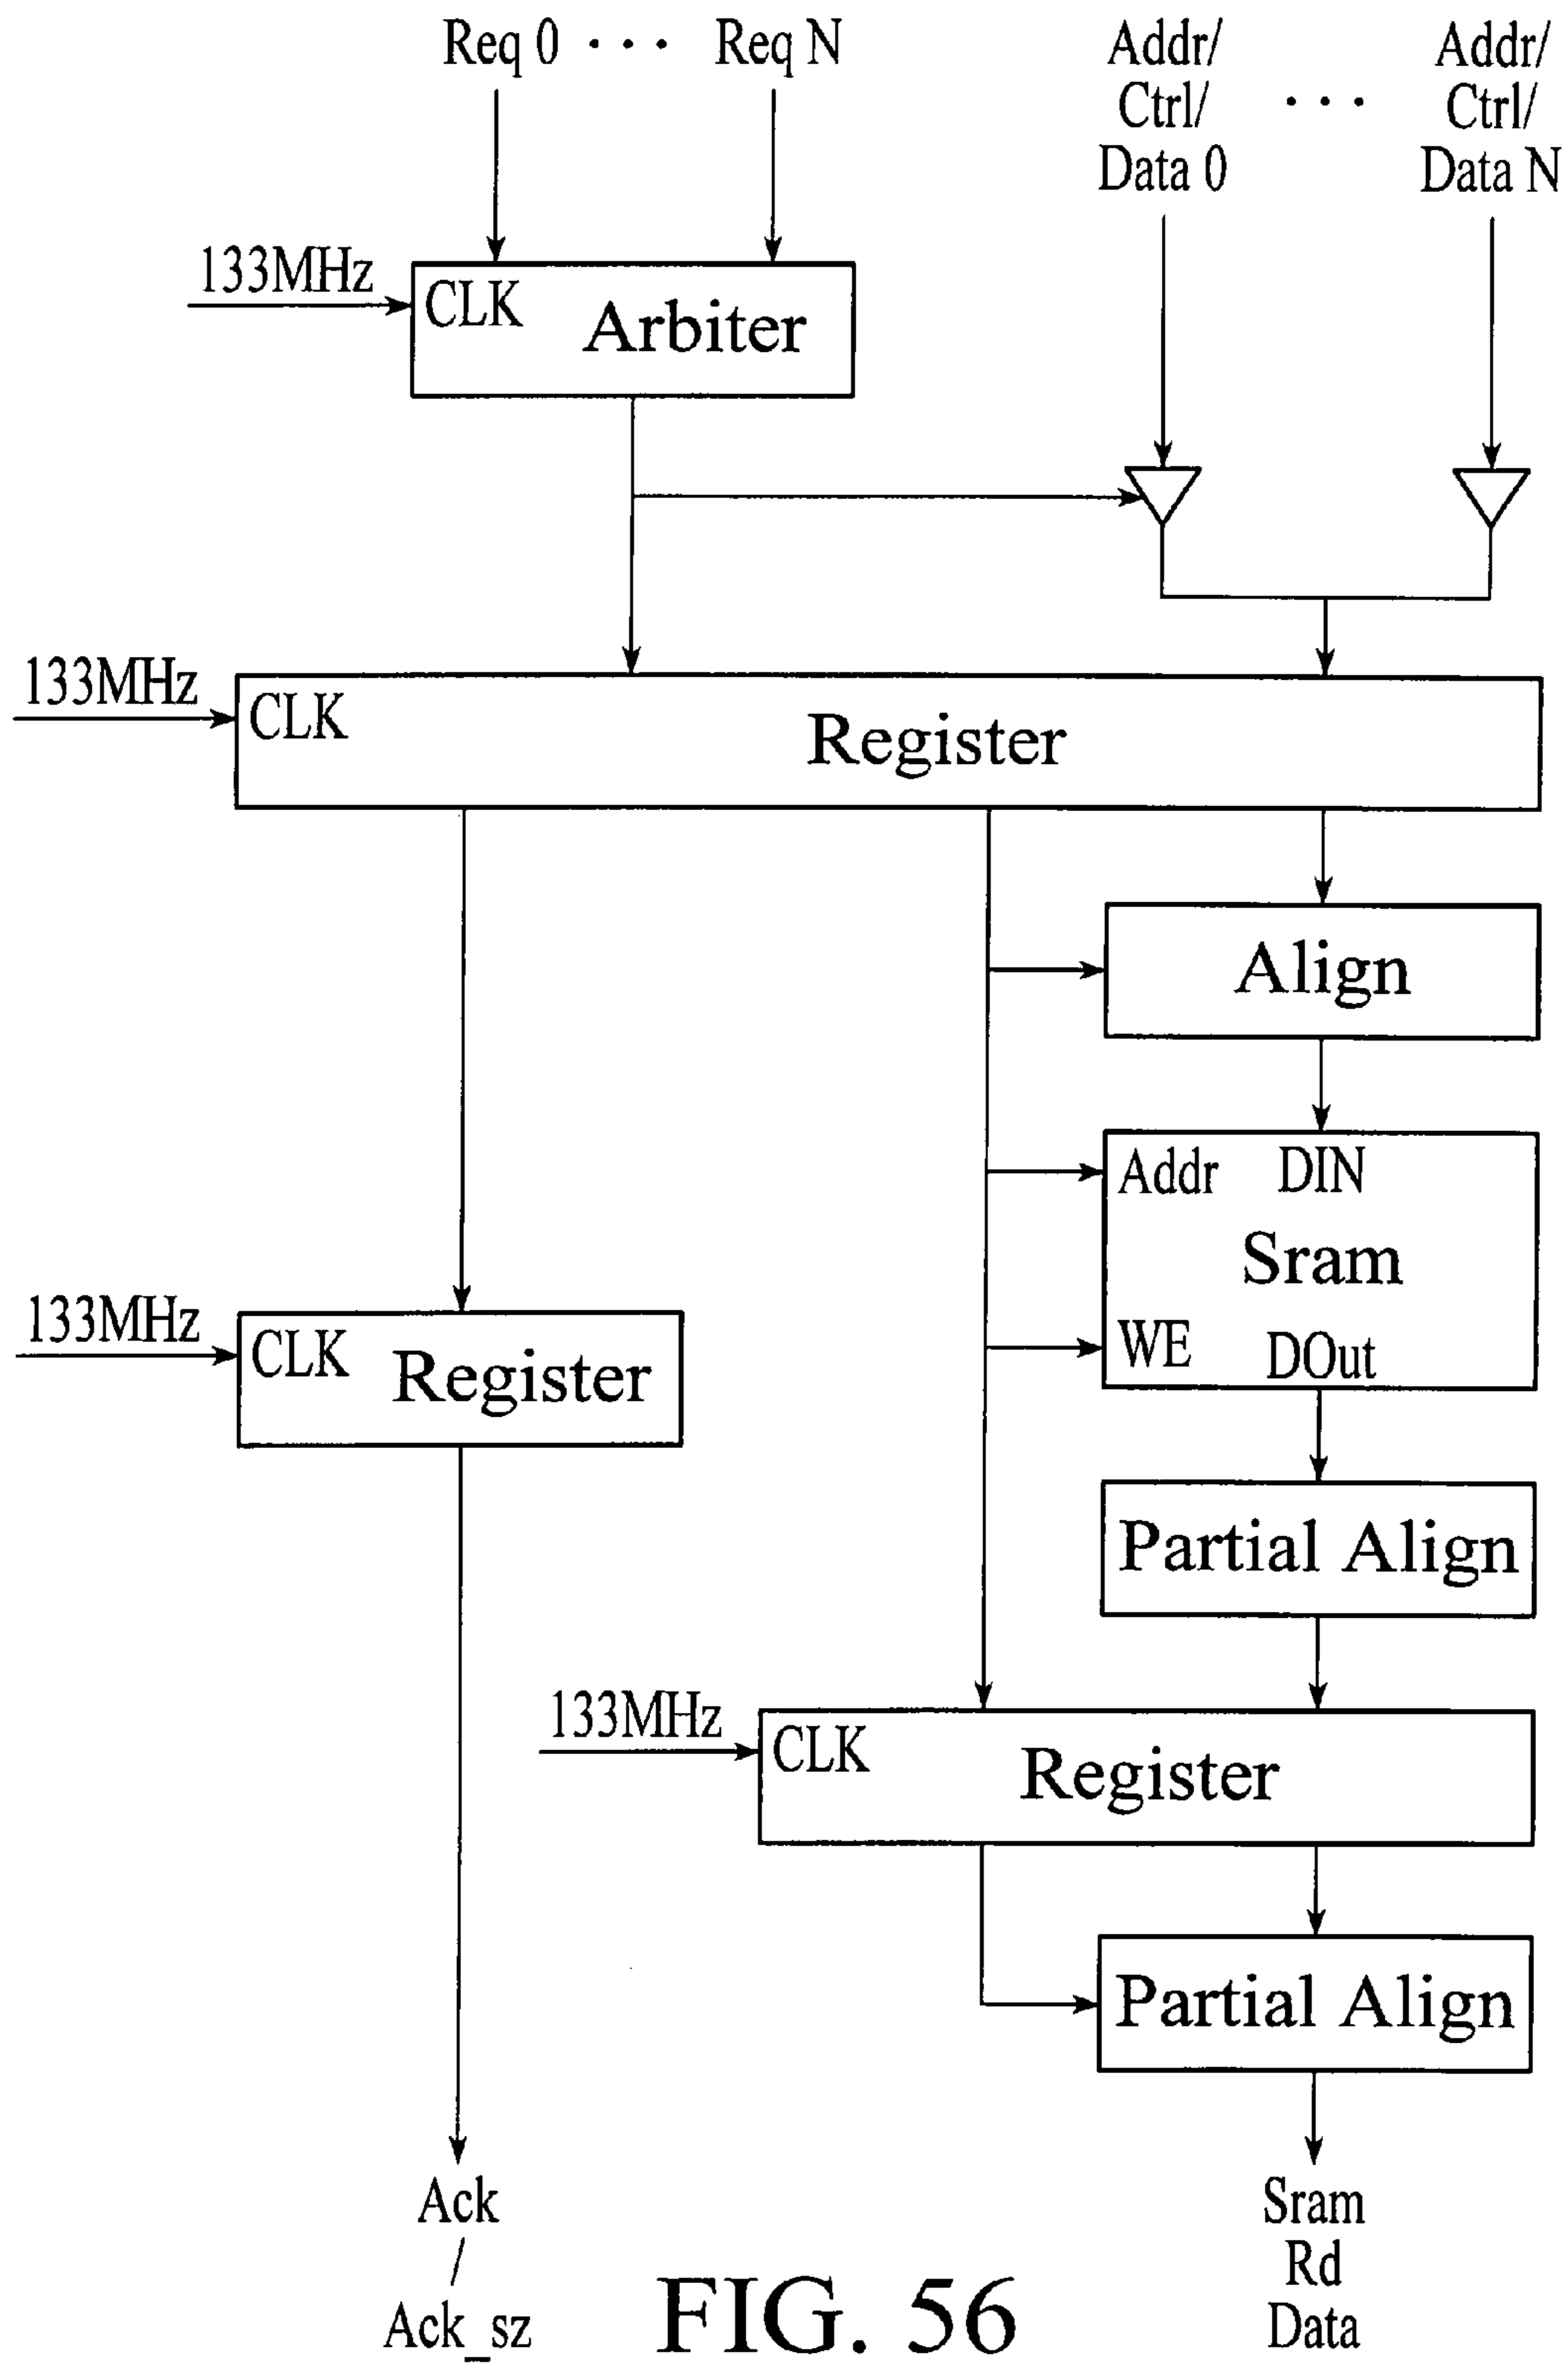 Req 0 · · · Req N
Addr/
Ctrl/
Data 0
· · ·
Addr/
Ctrl/
Data N
133MHz
CLK
Arbiter
133MHz
CLK
Register
Align
Addr
DIN
Sram
WE
DOut
133MHz
CLK
Register
Partial Align
133MHz
CLK
Register
Partial Align
Ack
/
Ack_sz
Sram
Rd
Data
FIG. 56